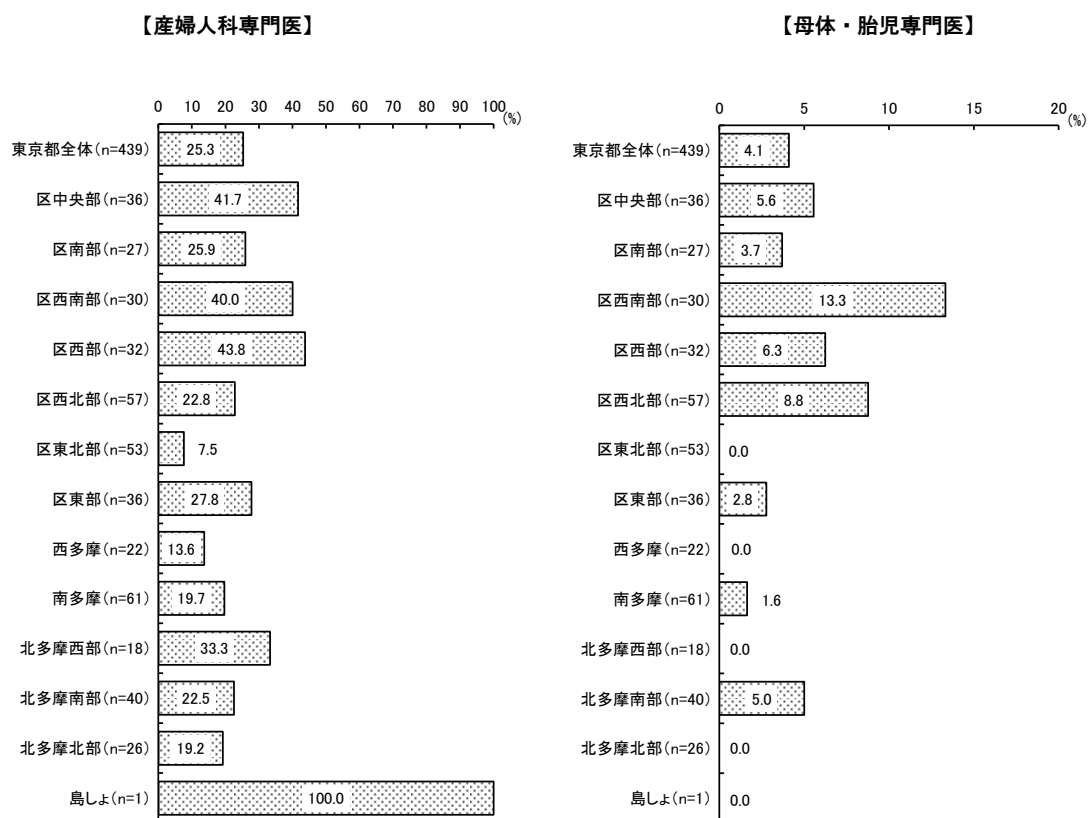 【産婦人科専門医】
0 10 20 30 40 50 60 70 80 90 100
(%)
東京都全体(n=439) 25.3
区中央部(n=36) 41.7
区南部(n=27) 25.9
区西南部(n=30) 40.0
区西部(n=32) 43.8
区西北部(n=57) 22.8
区東北部(n=53) 7.5
区東部(n=36) 27.8
西多摩(n=22) 13.6
南多摩(n=61) 19.7
北多摩西部(n=18) 33.3
北多摩南部(n=40) 22.5
北多摩北部(n=26) 19.2
島しょ(n=1) 100.0
【母体・胎児専門医】
0 5 10 15 20
(%)
東京都全体(n=439) 4.1
区中央部(n=36) 5.6
区南部(n=27) 3.7
区西南部(n=30) 13.3
区西部(n=32) 6.3
区西北部(n=57) 8.8
区東北部(n=53) 0.0
区東部(n=36) 2.8
西多摩(n=22) 0.0
南多摩(n=61) 1.6
北多摩西部(n=18) 0.0
北多摩南部(n=40) 5.0
北多摩北部(n=26) 0.0
島しょ(n=1) 0.0